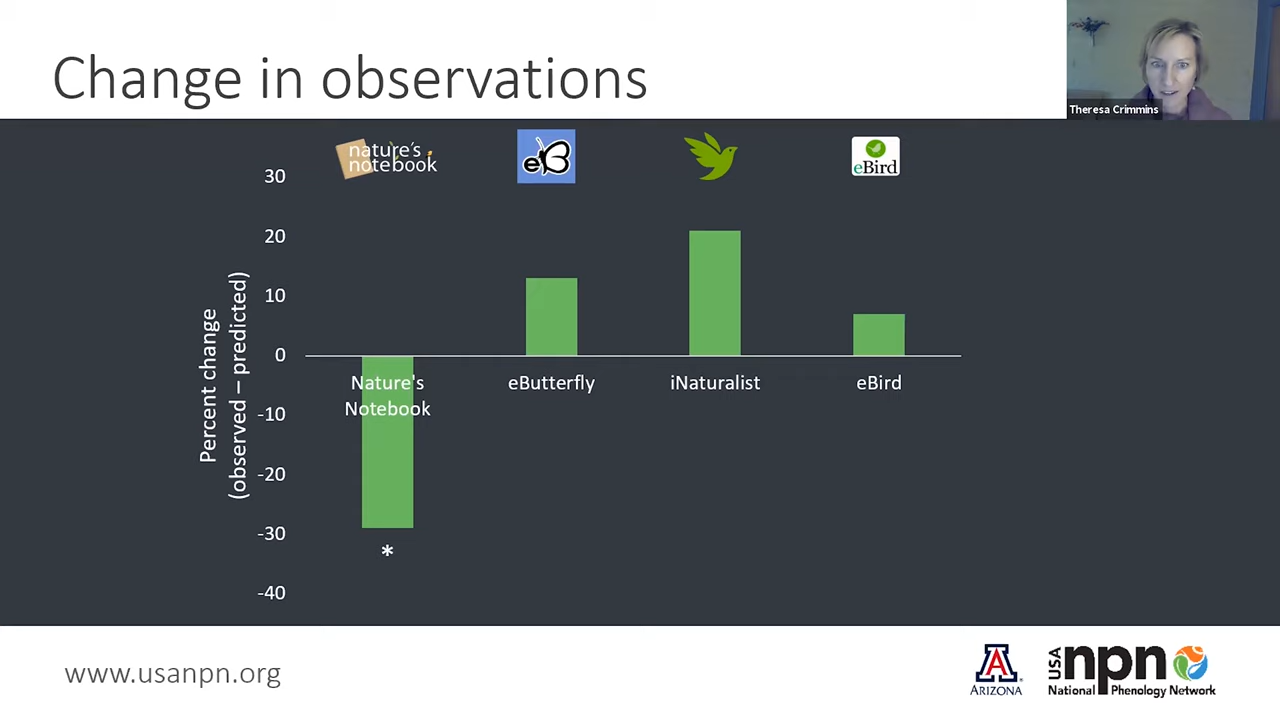 Change in observations
Theresa Crimmins
nature's
notebook
eB
eBird
30
20
10
0
-10
-20
-30
-40
Percent change
(observed – predicted)
Nature's
Notebook
eButterfly
iNaturalist
eBird
*
www.usanpn.org
A
ARIZONA
USA
npn
National Phenology Network